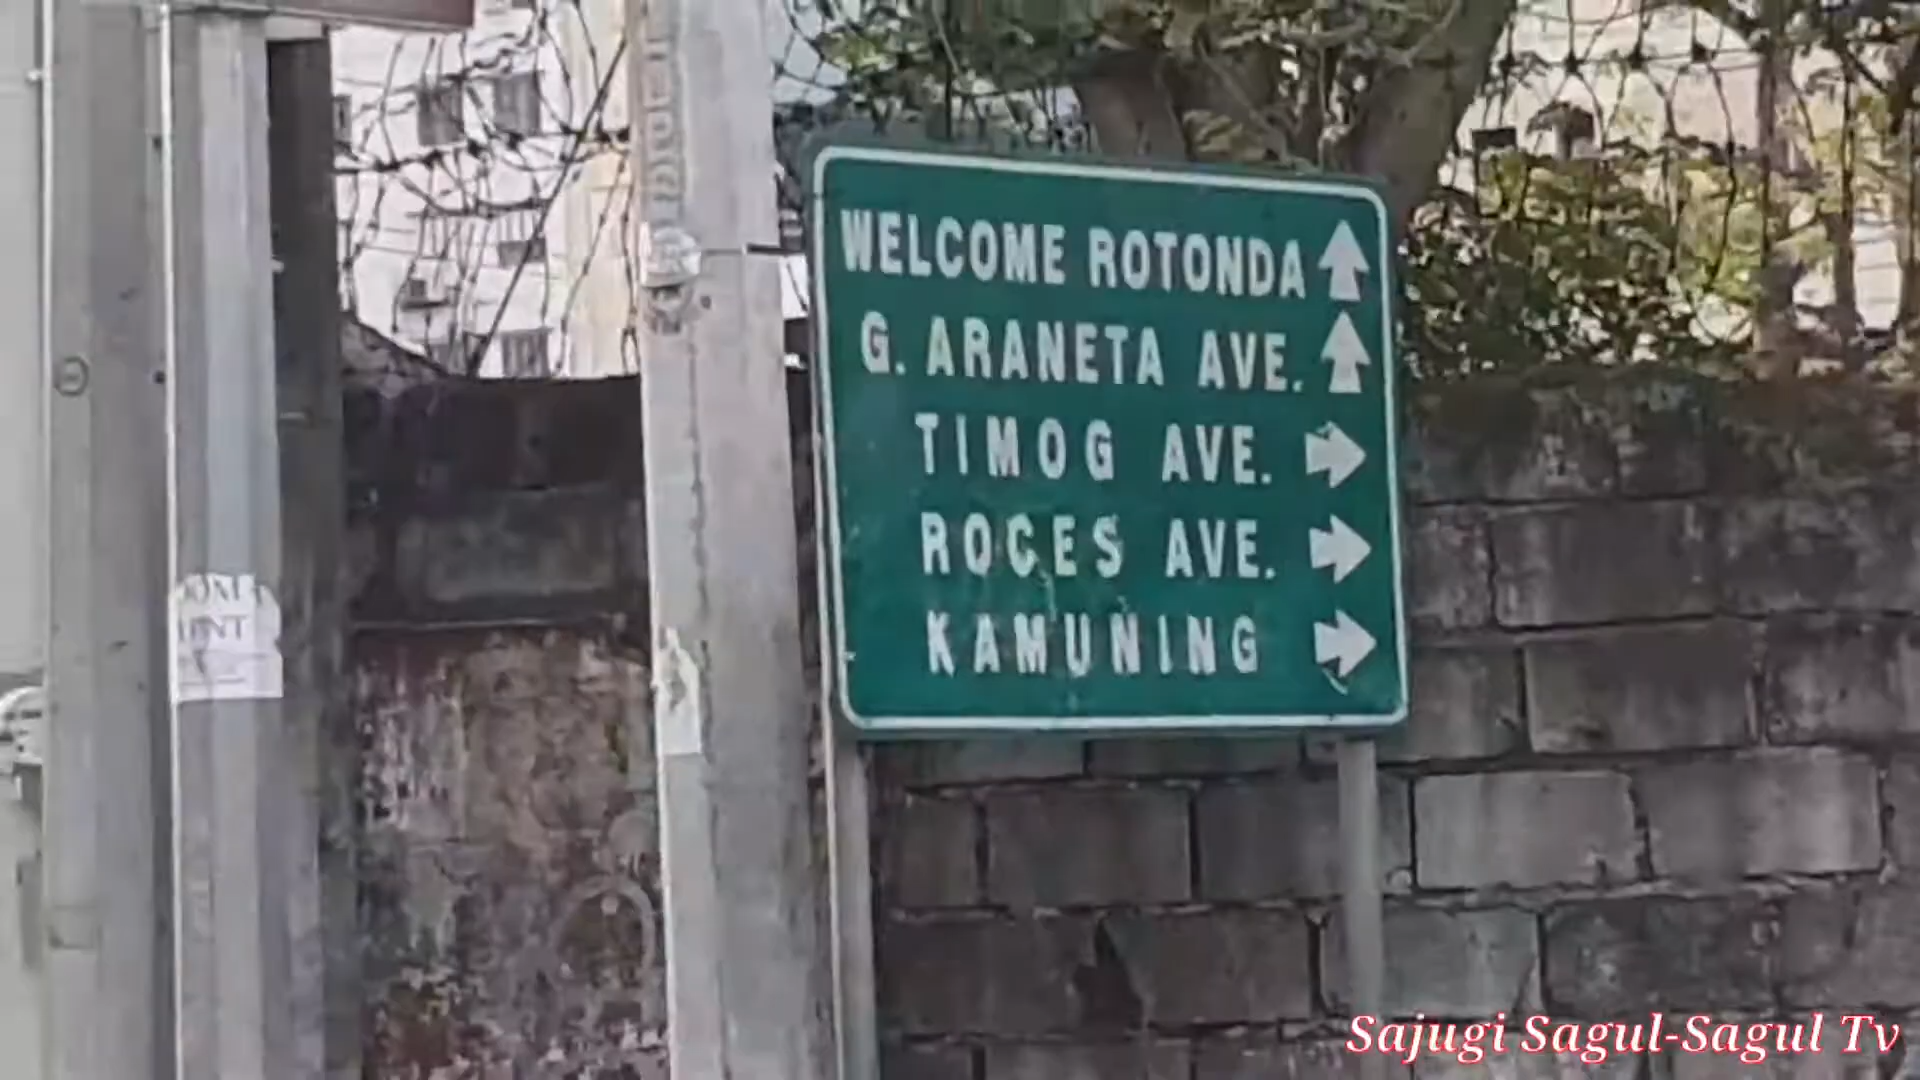 WELCOME ROTONDA
G. ARANETA AVE.
TIMOG AVE.
ROCES AVE.
KAMUNING
Sajugi Sagul-Sagul Tv